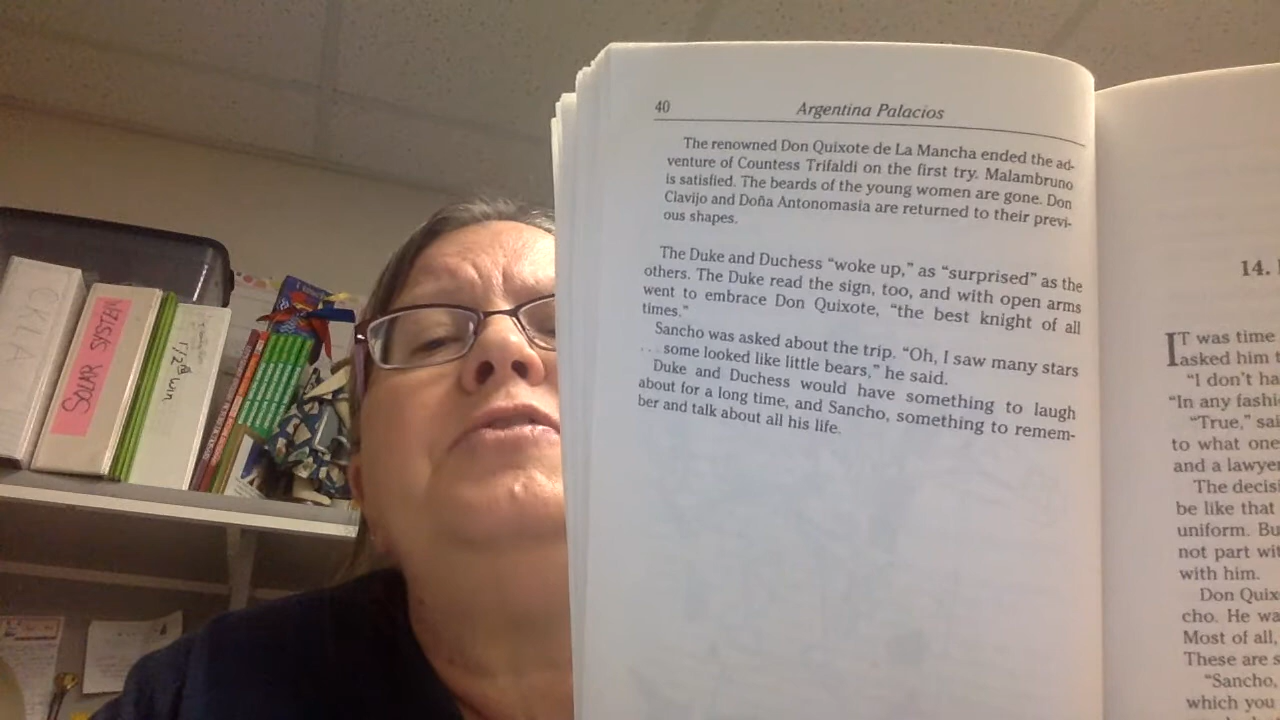 CKLA
SOLAR SYSTEM
40
Argentina Palacios
The renowned Don Quixote de La Mancha ended the ad-
venture of Countess Trifaldi on the first try. Malambruno
is satisfied. The beards of the young women are gone. Don
Clavijo and Doña Antonomasia are returned to their previ-
ous shapes.
The Duke and Duchess “woke up,” as “surprised” as the
others. The Duke read the sign, too, and with open arms
went to embrace Don Quixote, “the best knight of all
times.”
Sancho was asked about the trip. “Oh, I saw many stars
. . . some looked like little bears,” he said.
Duke and Duchess would have something to laugh
about for a long time, and Sancho, something to remem-
ber and talk about all his life.
14.
IT was time
asked him t
“I don't ha
“In any fashi
“True,” sai
to what one
and a lawyer
The decisi
be like that
uniform. Bu
not part wit
with him.
Don Quix
cho. He wa
Most of all,
These are s
“Sancho,
which you